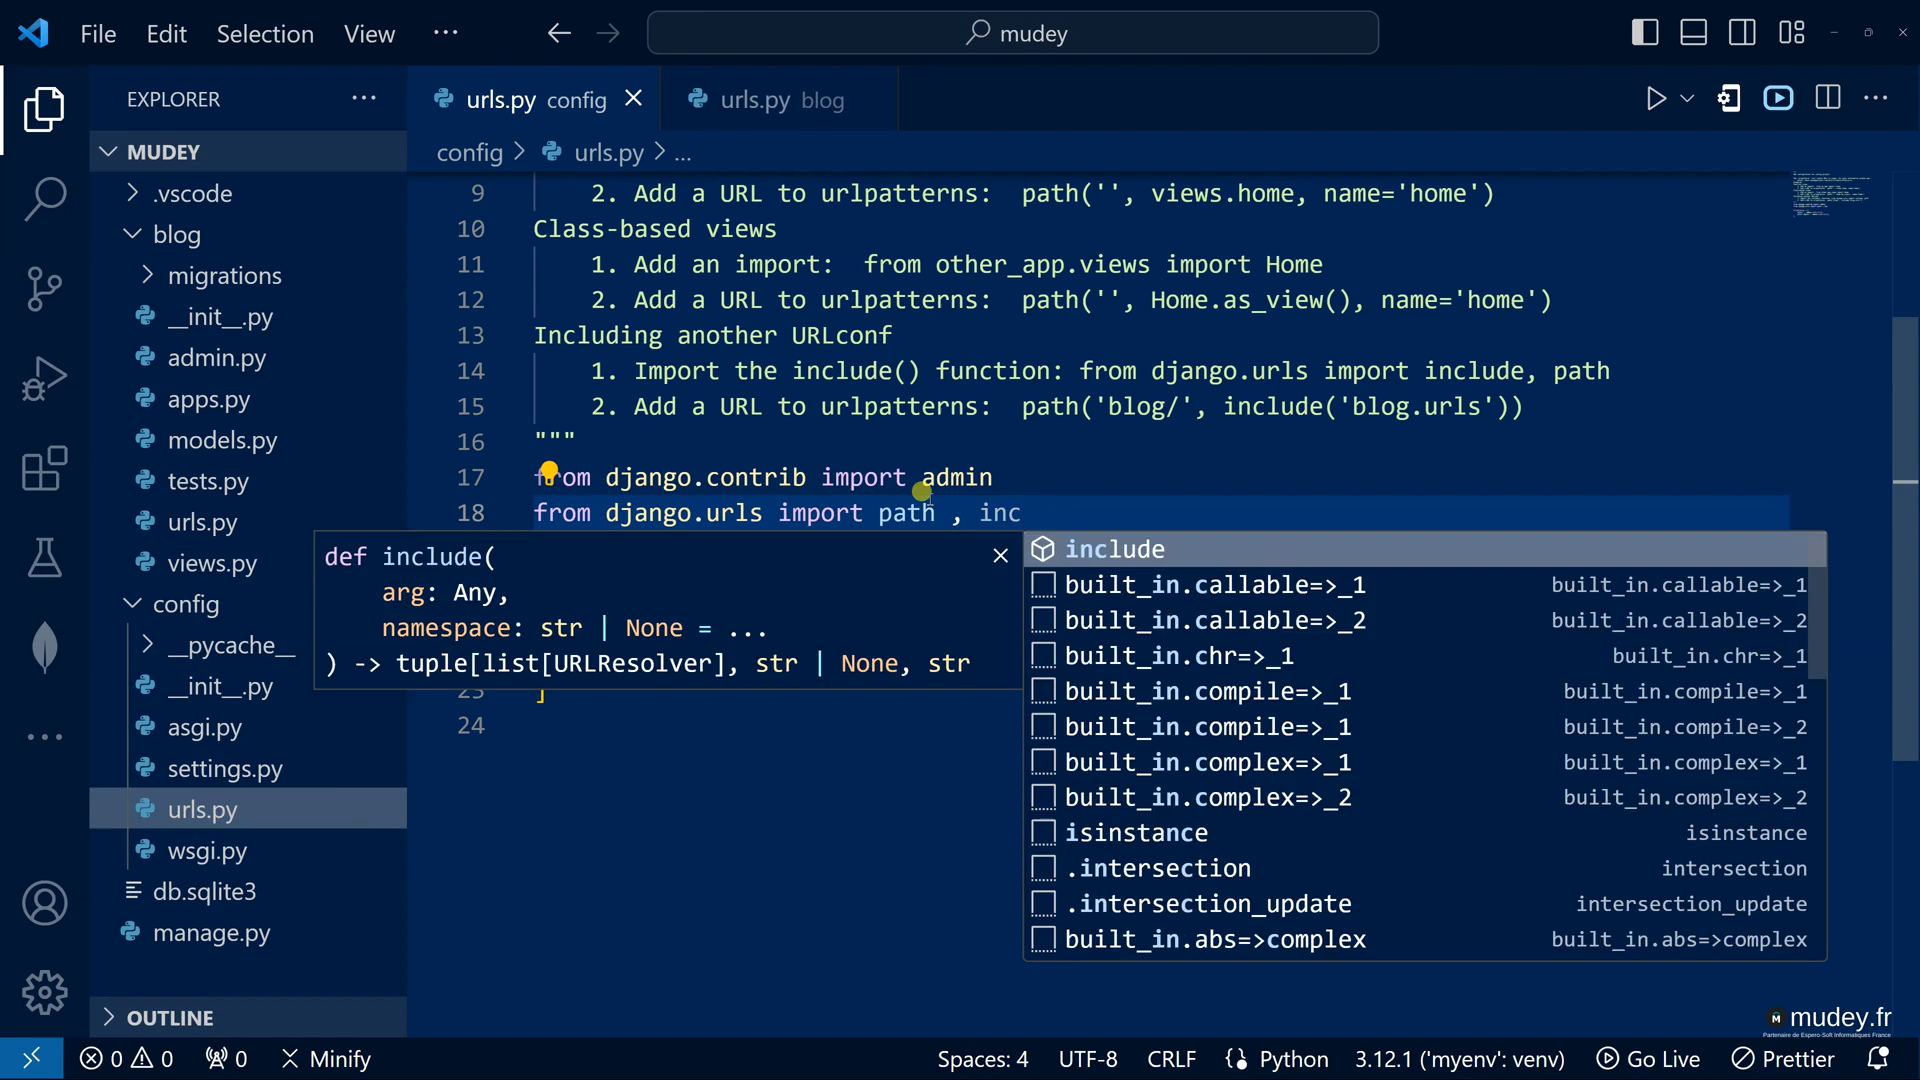 File Edit Selection View ... mudey
EXPLORER ...
urls.py config
urls.py blog
MUDEY
config > urls.py > ...
.vscode
blog
migrations
__init__.py
admin.py
apps.py
models.py
tests.py
urls.py
views.py
config
__pycache__
__init__.py
asgi.py
settings.py
urls.py
wsgi.py
db.sqlite3
manage.py
OUTLINE
9 2. Add a URL to urlpatterns: path('', views.home, name='home')
10 Class-based views
11 1. Add an import: from other_app.views import Home
12 2. Add a URL to urlpatterns: path('', Home.as_view(), name='home')
13 Including another URLconf
14 1. Import the include() function: from django.urls import include, path
15 2. Add a URL to urlpatterns: path('blog/', include('blog.urls'))
16 """
17 from django.contrib import admin
18 from django.urls import path , inc
def include(
arg: Any,
namespace: str | None = ...
) -> tuple[list[URLResolver], str | None, str
23 ]
24
include
built_in.callable=>_1 built_in.callable=>_1
built_in.callable=>_2 built_in.callable=>_2
built_in.chr=>_1 built_in.chr=>_1
built_in.compile=>_1 built_in.compile=>_1
built_in.compile=>_1 built_in.compile=>_2
built_in.complex=>_1 built_in.complex=>_1
built_in.complex=>_2 built_in.complex=>_2
isinstance isinstance
.intersection intersection
.intersection_update intersection_update
built_in.abs=>complex built_in.abs=>complex
mudey.fr
Partenaire de Espero-Soft Informatiques France
0 0 0 Minify Spaces: 4 UTF-8 CRLF Python 3.12.1 ('myenv': venv) Go Live Prettier